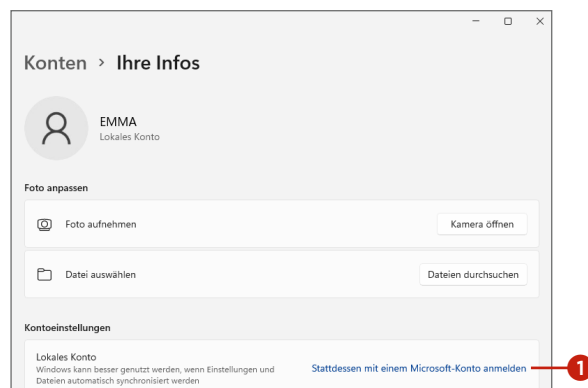 Konten > Ihre Infos
EMMA
Lokales Konto
Foto anpassen
Foto aufnehmen
Kamera öffnen
Datei auswählen
Dateien durchsuchen
Kontoeinstellungen
Lokales Konto
Windows kann besser genutzt werden, wenn Einstellungen und
Dateien automatisch synchronisiert werden
Stattdessen mit einem Microsoft-Konto anmelden
1